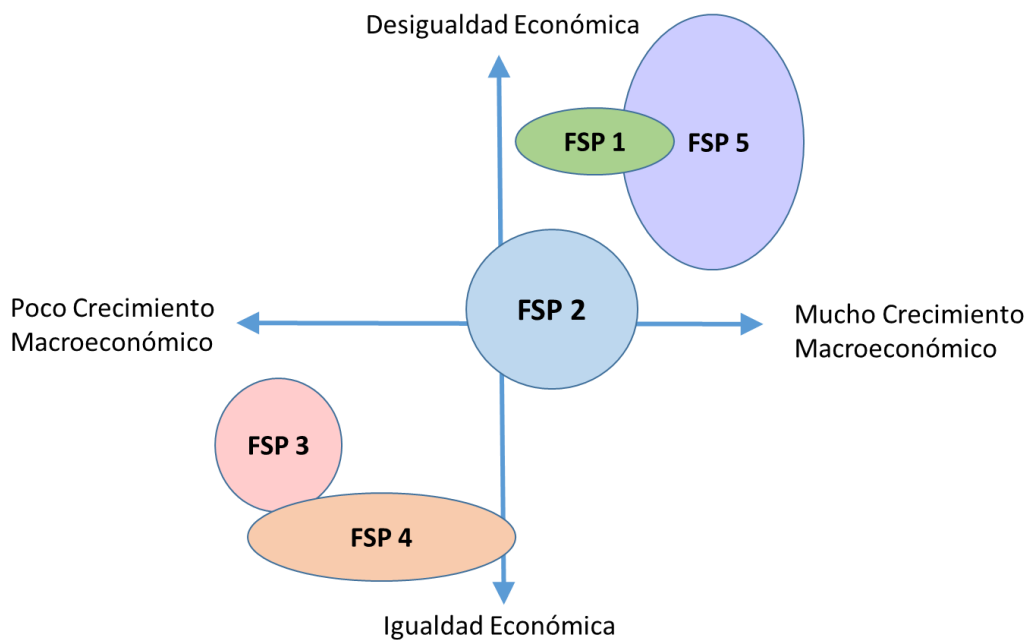 Desigualdad Económica
FSP 1
FSP 5
FSP 2
Poco Crecimiento
Macroeconómico
Mucho Crecimiento
Macroeconómico
FSP 3
FSP 4
Igualdad Económica